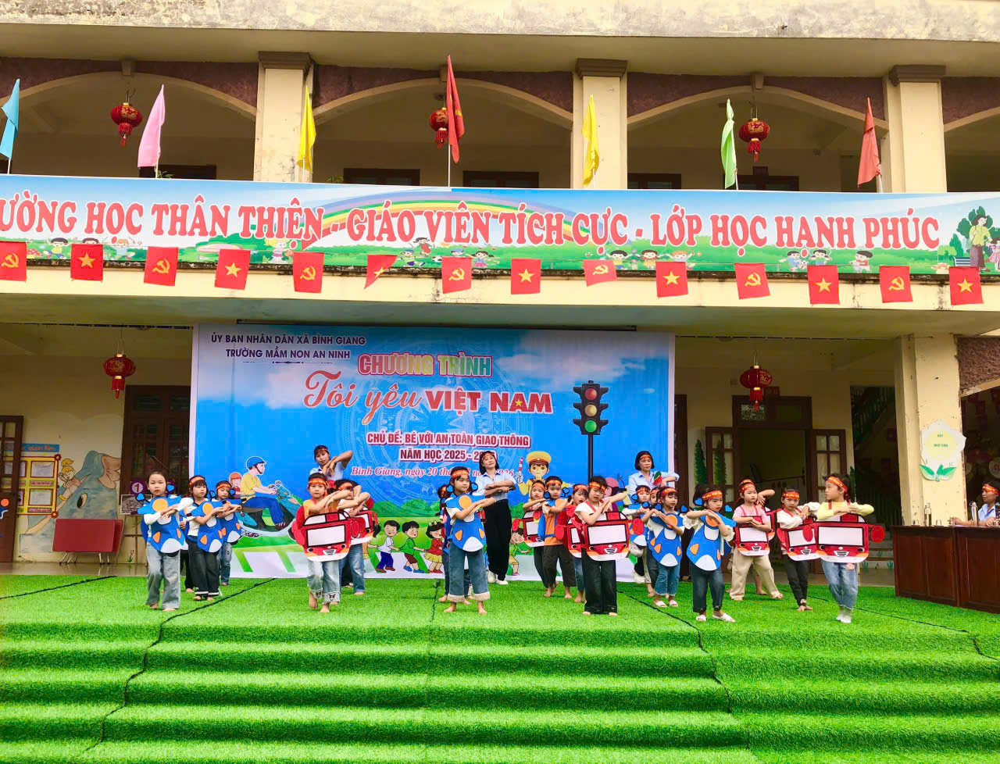 ƯỜNG HỌC THÂN THIỆN - GIÁO VIÊN TÍCH CỰC - LỚP HỌC HẠNH PHÚC
ỦY BAN NHÂN DÂN XÃ BÌNH GIANG
TRƯỜNG MẦM NON AN NINH
CHƯƠNG TRÌNH
Tôi yêu VIỆT NAM
CHỦ ĐỀ: BÉ VỚI AN TOÀN GIAO THÔNG
NĂM HỌC 2025 - 2
Bình Giang, ngày 20 th